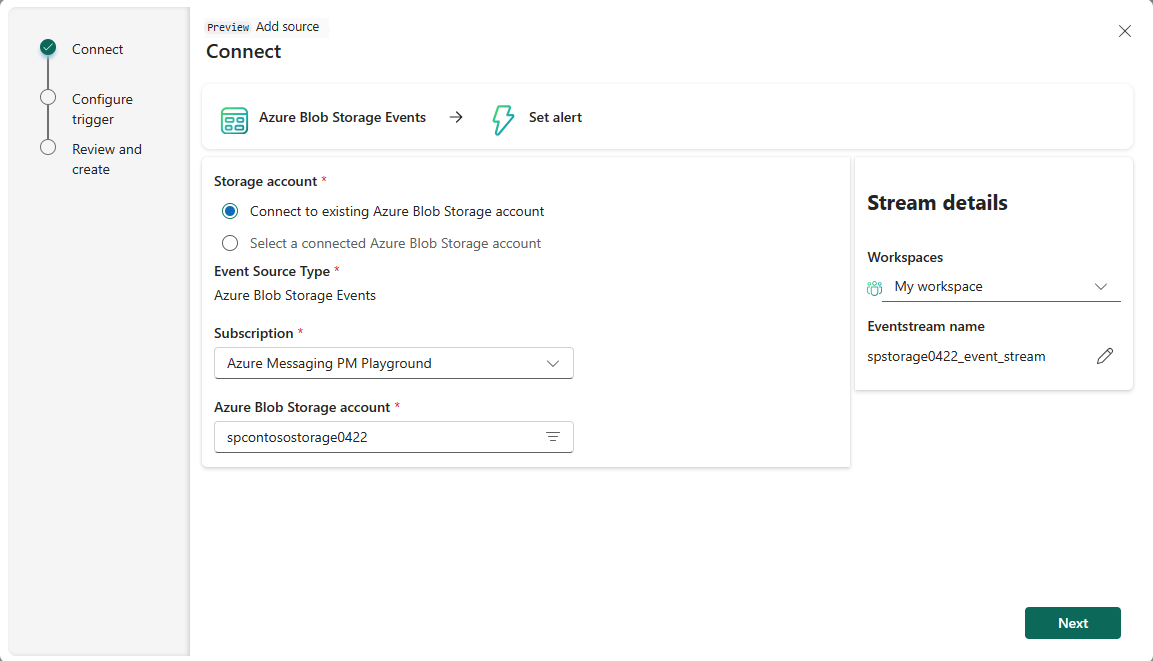 Connect
Configure
trigger
Review and
create
Preview Add source
Connect
Azure Blob Storage Events
Set alert
Storage account *
Connect to existing Azure Blob Storage account
Select a connected Azure Blob Storage account
Event Source Type *
Azure Blob Storage Events
Subscription *
Azure Messaging PM Playground
Azure Blob Storage account *
spcontosostorage0422
Stream details
Workspaces
My workspace
Eventstream name
spstorage0422_event_stream
Next